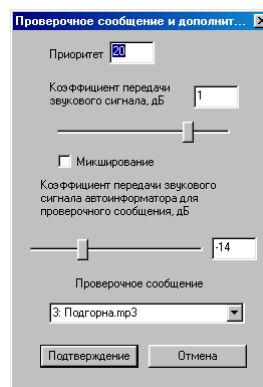 Проверочное сообщение и дополнит...
Приоритет 20
Коэффициент передачи
звукового сигнала, дБ 1
Микширование
Коэффициент передачи звукового
сигнала автоинформатора для
проверочного сообщения, дБ
-14
Проверочное сообщение
3: Подгорна.mp3
Подтверждение Отмена